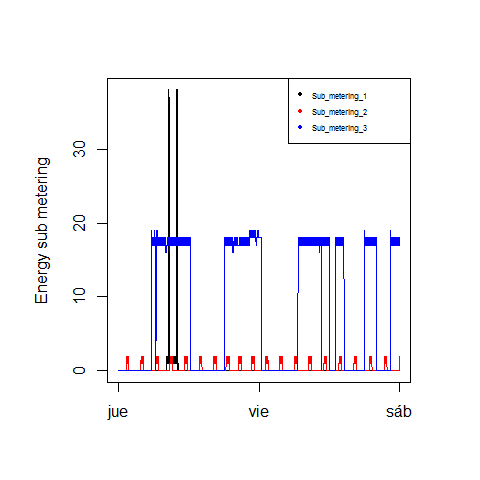 Energy sub metering
0
10
20
30
Sub_metering_1
Sub_metering_2
Sub_metering_3
jue
vie
sáb